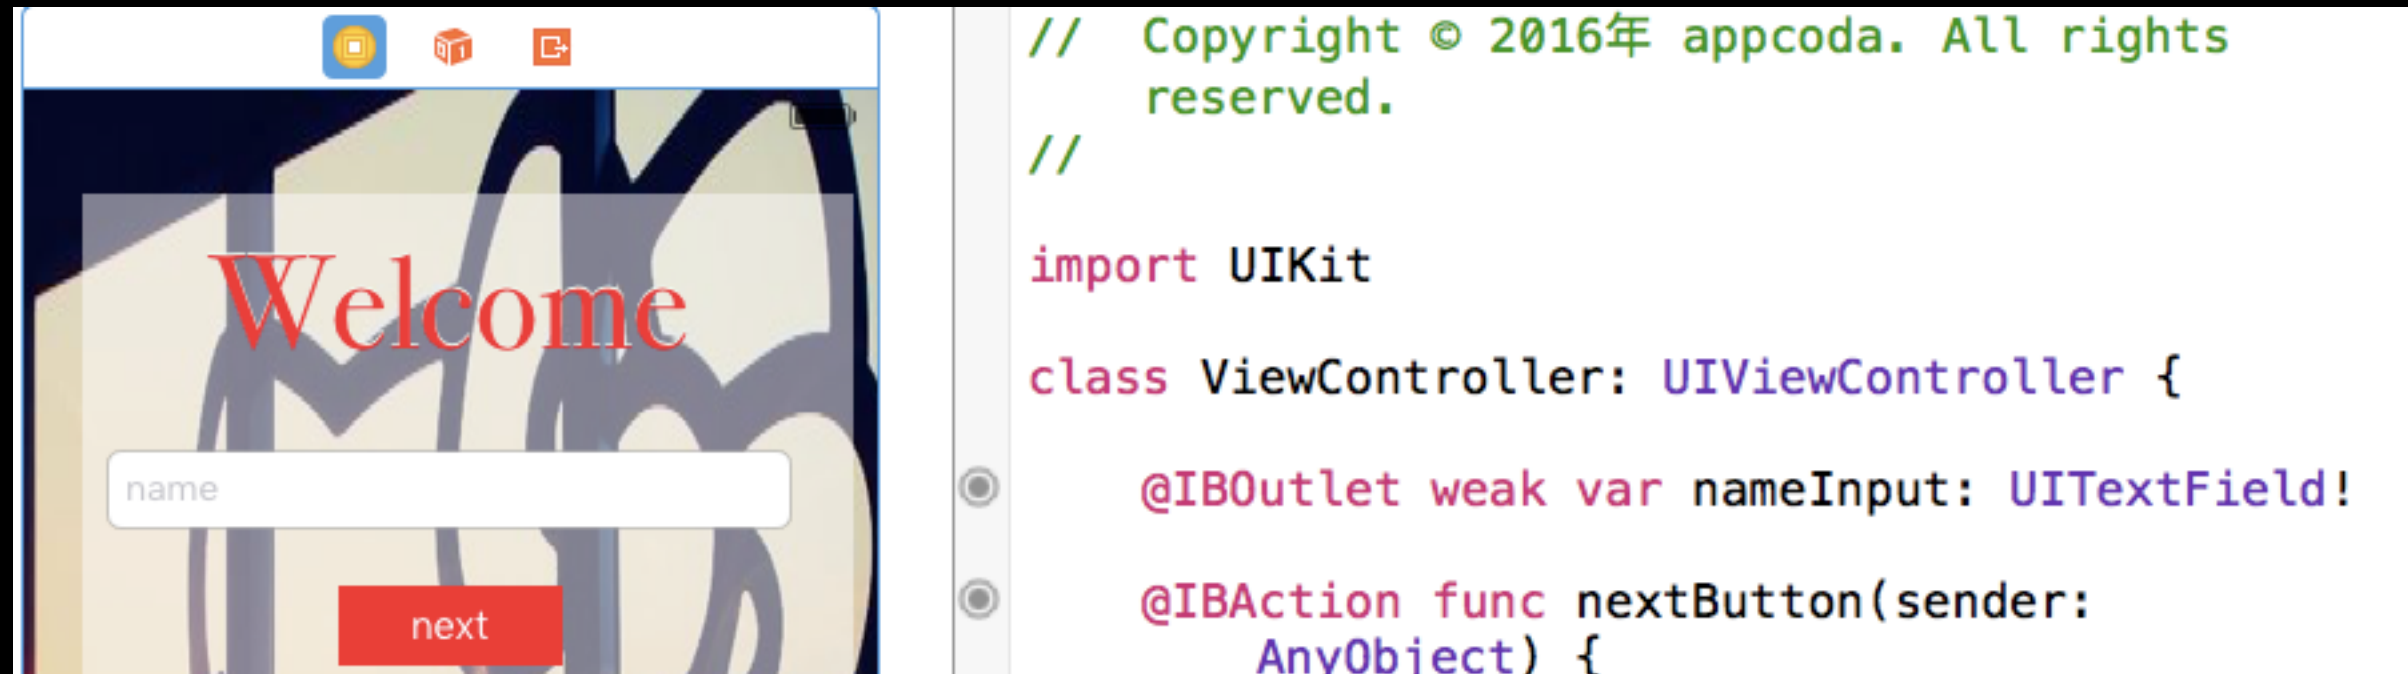 Welcome
name
next
//  Copyright © 2016年 appcoda. All rights
reserved.
//
import UIKit
class ViewController: UIViewController {
@IBOutlet weak var nameInput: UITextField!
@IBAction func nextButton(sender:
AnyObject) {